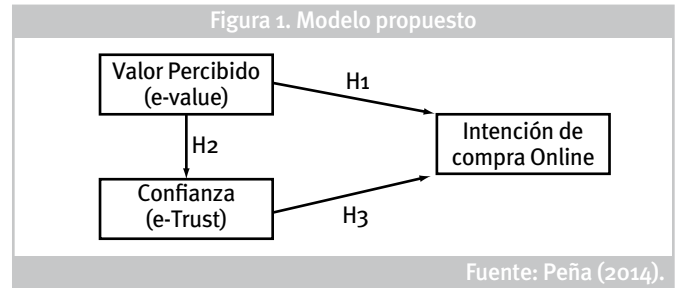 Figura 1. Modelo propuesto
Valor Percibido
(e-value)
H1
Intención de
compra Online
H2
Confianza
(e-Trust)
H3
Fuente: Peña (2014).